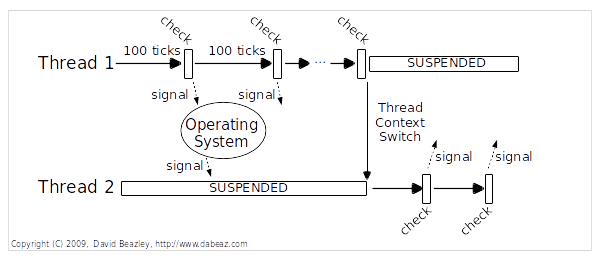 check
check
check
Thread 1
100 ticks
100 ticks
...
SUSPENDED
signal
signal
Operating
System
Thread
Context
Switch
signal
signal
signal
Thread 2
SUSPENDED
check
check
Copyright (C) 2009, David Beazley, http://www.dabeaz.com